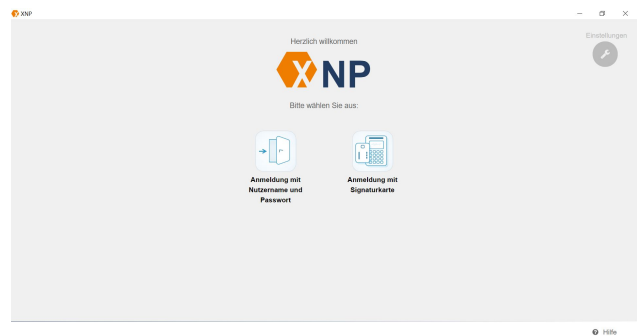 XNP
Einstellungen
Herzlich willkommen
XNP
Bitte wählen Sie aus:
Anmeldung mit
Nutzername und
Passwort
Anmeldung mit
Signaturkarte
Hilfe